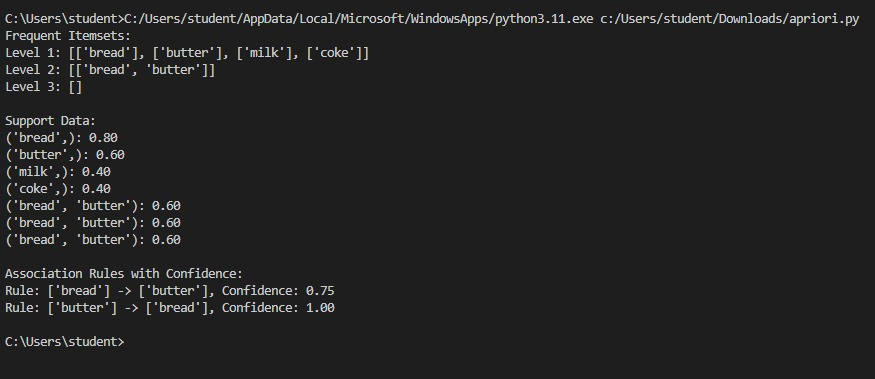 C:\Users\student>C:/Users/student/AppData/Local/Microsoft/WindowsApps/python3.11.exe c:/Users/student/Downloads/apriori.py
Frequent Itemsets:
Level 1: [['bread'], ['butter'], ['milk'], ['coke']]
Level 2: [['bread', 'butter']]
Level 3: []
Support Data:
('bread',): 0.80
('butter',): 0.60
('milk',): 0.40
('coke',): 0.40
('bread', 'butter'): 0.60
('bread', 'butter'): 0.60
('bread', 'butter'): 0.60
Association Rules with Confidence:
Rule: ['bread'] -> ['butter'], Confidence: 0.75
Rule: ['butter'] -> ['bread'], Confidence: 1.00
C:\Users\student>